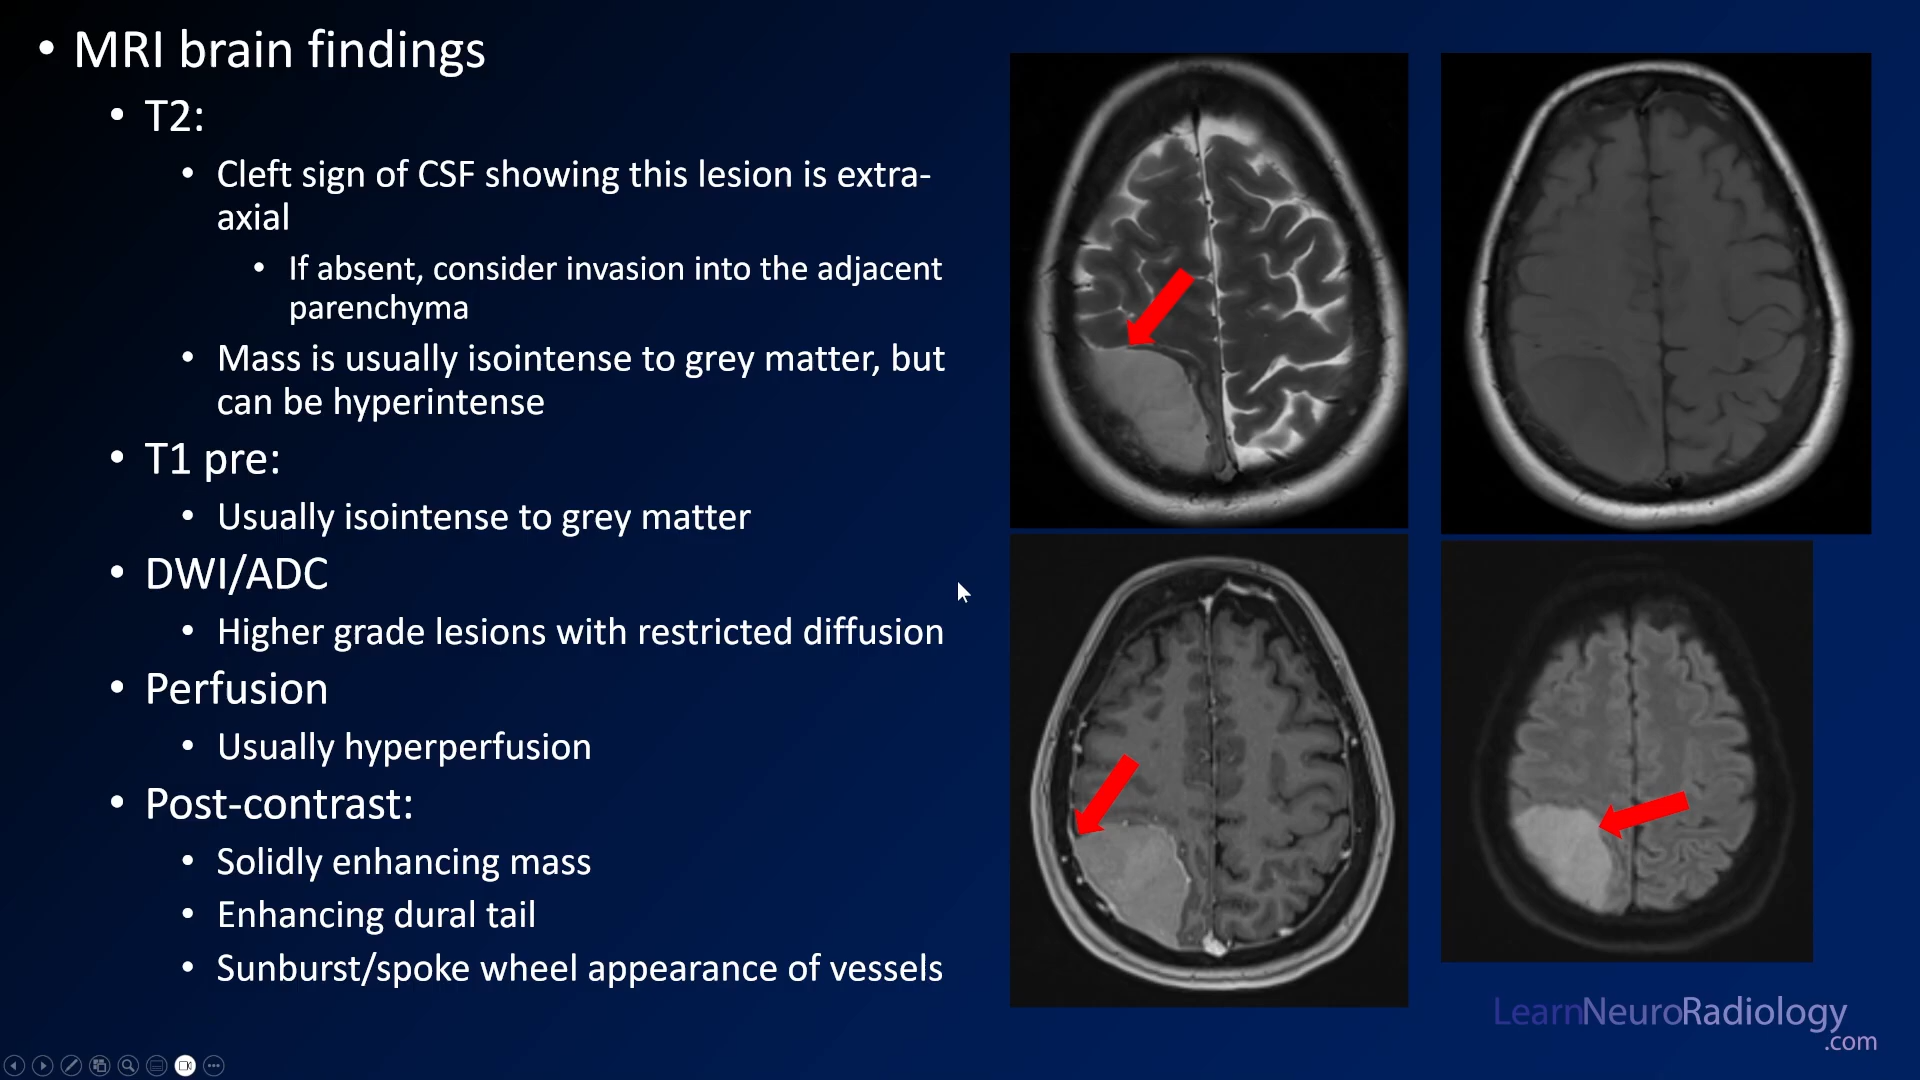 • MRI brain findings
• T2:
• Cleft sign of CSF showing this lesion is extra-
axial
• If absent, consider invasion into the adjacent
parenchyma
• Mass is usually isointense to grey matter, but
can be hyperintense
• T1 pre:
• Usually isointense to grey matter
• DWI/ADC
• Higher grade lesions with restricted diffusion
• Perfusion
• Usually hyperperfusion
• Post-contrast:
• Solidly enhancing mass
• Enhancing dural tail
• Sunburst/spoke wheel appearance of vessels
LearnNeuroRadiology
.com